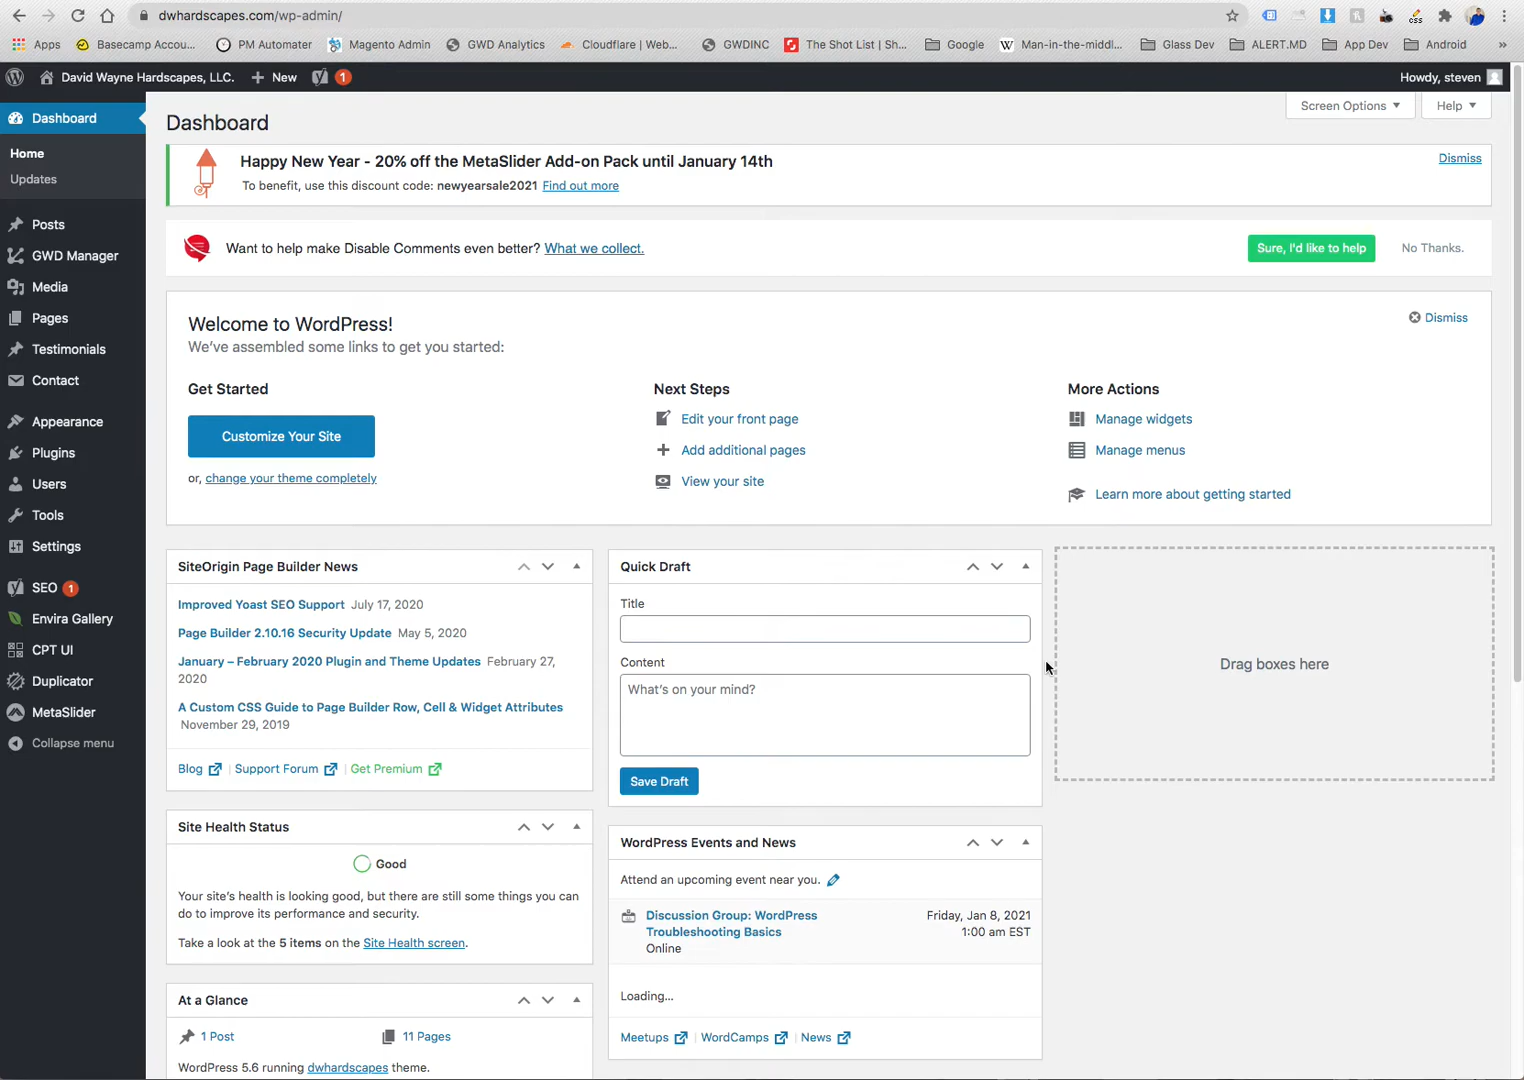 dwhardscapes.com/wp-admin/
Apps
Basecamp Accou...
PM Automater
Magento Admin
GWD Analytics
Cloudflare | Web...
GWDINC
The Shot List | Sh...
Google
Man-in-the-middl...
Glass Dev
ALERT.MD
App Dev
Android
»
David Wayne Hardscapes, LLC.
New
1
Howdy, steven
Dashboard
Home
Updates
Posts
GWD Manager
Media
Pages
Testimonials
Contact
Appearance
Plugins
Users
Tools
Settings
SEO 1
Envira Gallery
CPT UI
Duplicator
MetaSlider
Collapse menu
Screen Options
Help
Dashboard
Happy New Year - 20% off the MetaSlider Add-on Pack until January 14th
Dismiss
To benefit, use this discount code: newyearsale2021 Find out more
Want to help make Disable Comments even better? What we collect.
Sure, I'd like to help
No Thanks.
Welcome to WordPress!
Dismiss
We've assembled some links to get you started:
Get Started
Customize Your Site
or, change your theme completely
Next Steps
Edit your front page
Add additional pages
View your site
More Actions
Manage widgets
Manage menus
Learn more about getting started
SiteOrigin Page Builder News
Improved Yoast SEO Support July 17, 2020
Page Builder 2.10.16 Security Update May 5, 2020
January – February 2020 Plugin and Theme Updates February 27,
2020
A Custom CSS Guide to Page Builder Row, Cell & Widget Attributes
November 29, 2019
Blog | Support Forum | Get Premium
Site Health Status
Good
Your site's health is looking good, but there are still some things you can
do to improve its performance and security.
Take a look at the 5 items on the Site Health screen.
At a Glance
1 Post
11 Pages
WordPress 5.6 running dwhardscapes theme.
Quick Draft
Title
Content
What's on your mind?
Save Draft
WordPress Events and News
Attend an upcoming event near you.
Discussion Group: WordPress
Troubleshooting Basics
Online
Friday, Jan 8, 2021
1:00 am EST
Loading...
Meetups | WordCamps | News
Drag boxes here